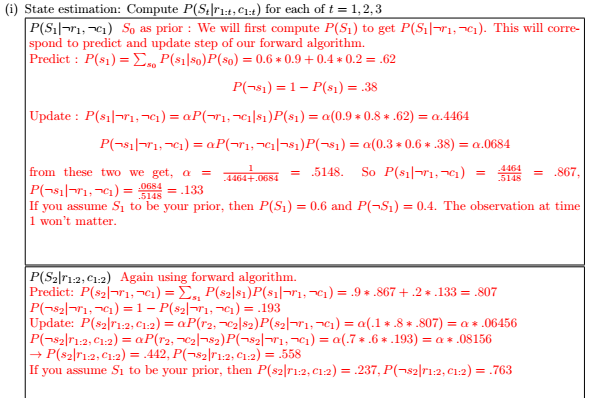 (i) State estimation: Compute P(S_t|r_{1:t}, c_{1:t}) for each of t = 1, 2, 3
P(S_1|¬r_1, ¬c_1) S_0 as prior : We will first compute P(S_1) to get P(S_1|¬r_1, ¬c_1). This will corre-
spond to predict and update step of our forward algorithm.
Predict : P(s_1) = ∑_{s_0} P(s_1|s_0)P(s_0) = 0.6 * 0.9 + 0.4 * 0.2 = .62
P(¬s_1) = 1 − P(s_1) = .38
Update : P(s_1|¬r_1, ¬c_1) = αP(¬r_1, ¬c_1|s_1)P(s_1) = α(0.9 * 0.8 * .62) = α.4464
P(¬s_1|¬r_1, ¬c_1) = αP(¬r_1, ¬c_1|¬s_1)P(¬s_1) = α(0.3 * 0.6 * .38) = α.0684
from these two we get, α = 1/(.4464+.0684) = .5148. So P(s_1|¬r_1, ¬c_1) = .4464/.5148 = .867,
P(¬s_1|¬r_1, ¬c_1) = .0684/.5148 = .133
If you assume S_1 to be your prior, then P(S_1) = 0.6 and P(¬S_1) = 0.4. The observation at time
1 won't matter.
P(S_2|r_{1:2}, c_{1:2}) Again using forward algorithm.
Predict: P(s_2|¬r_1, ¬c_1) = ∑_{s_1} P(s_2|s_1)P(s_1|¬r_1, ¬c_1) = .9 * .867 + .2 * .133 = .807
P(¬s_2|¬r_1, ¬c_1) = 1 − P(s_2|¬r_1, ¬c_1) = .193
Update: P(s_2|r_{1:2}, c_{1:2}) = αP(r_2, ¬c_2|s_2)P(s_2|¬r_1, ¬c_1) = α(.1 * .8 * .807) = α * .06456
P(¬s_2|r_{1:2}, c_{1:2}) = αP(r_2, ¬c_2|¬s_2)P(¬s_2|¬r_1, ¬c_1) = α(.7 * .6 * .193) = α * .08156
→ P(s_2|r_{1:2}, c_{1:2}) = .442, P(¬s_2|r_{1:2}, c_{1:2}) = .558
If you assume S_1 to be your prior, then P(s_2|r_{1:2}, c_{1:2}) = .237, P(¬s_2|r_{1:2}, c_{1:2}) = .763